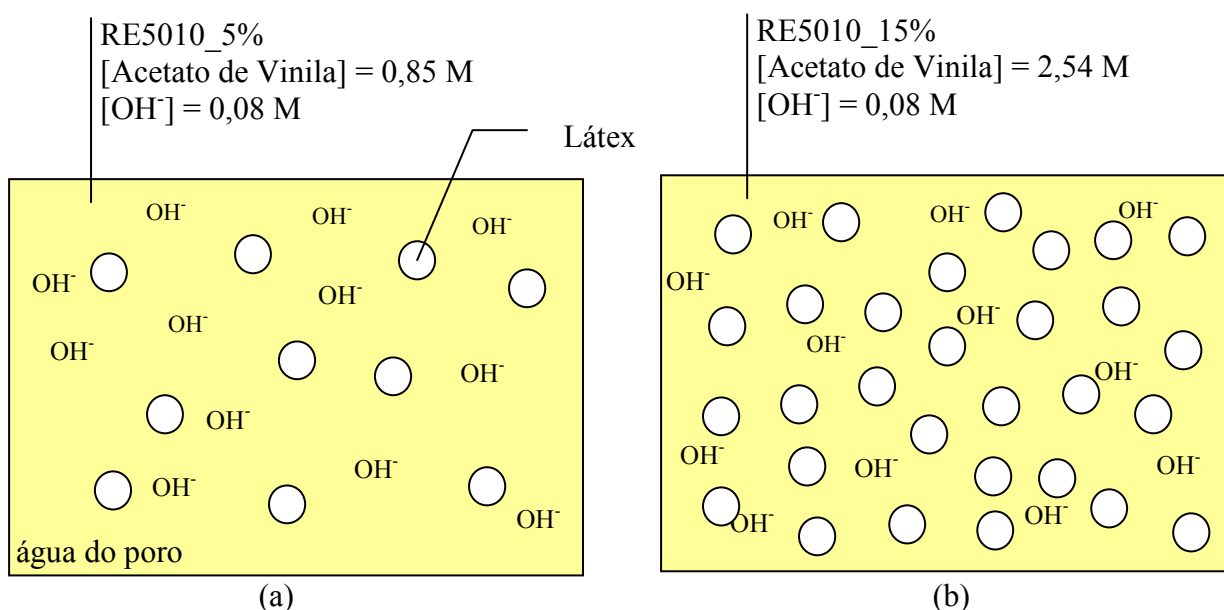 RE5010_5%
[Acetato de Vinila] = 0,85 M
[OH⁻] = 0,08 M
Látex
OH⁻
OH⁻
OH⁻
OH⁻
OH⁻
OH⁻
OH⁻
OH⁻
OH⁻
OH⁻
OH⁻
OH⁻
água do poro
(a)
RE5010_15%
[Acetato de Vinila] = 2,54 M
[OH⁻] = 0,08 M
OH⁻
OH⁻
OH⁻
OH⁻
OH⁻
OH⁻
OH⁻
OH⁻
OH⁻
OH⁻
OH⁻
OH⁻
(b)